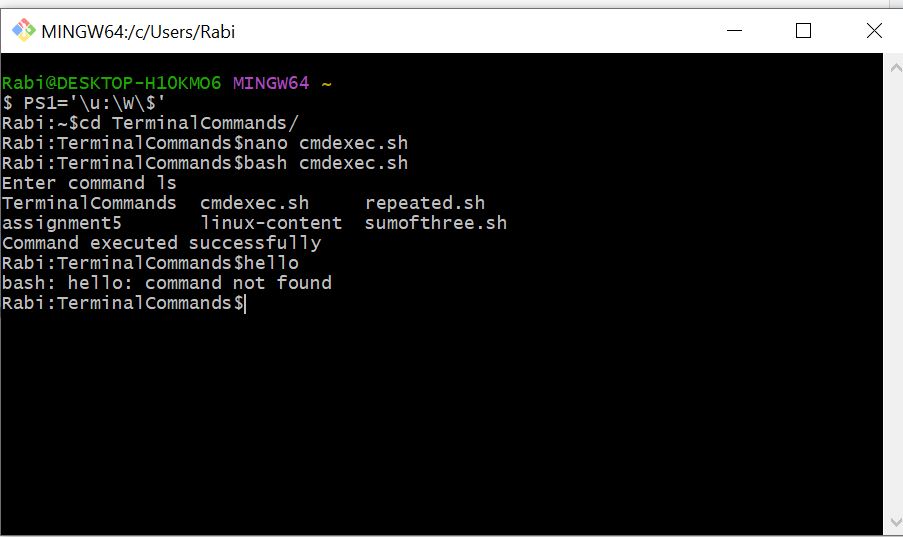 MINGW64:/c/Users/Rabi
Rabi@DESKTOP-H10KMO6 MINGW64 ~
$ PS1='\u:\W\$'
Rabi:~$cd TerminalCommands/
Rabi:TerminalCommands$nano cmdexec.sh
Rabi:TerminalCommands$bash cmdexec.sh
Enter command ls
TerminalCommands  cmdexec.sh     repeated.sh
assignment5       linux-content  sumofthree.sh
Command executed successfully
Rabi:TerminalCommands$hello
bash: hello: command not found
Rabi:TerminalCommands$